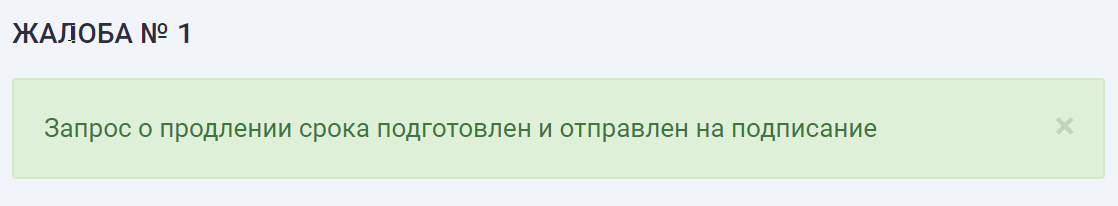 ЖАЛОБА № 1
Запрос о продлении срока подготовлен и отправлен на подписание
×